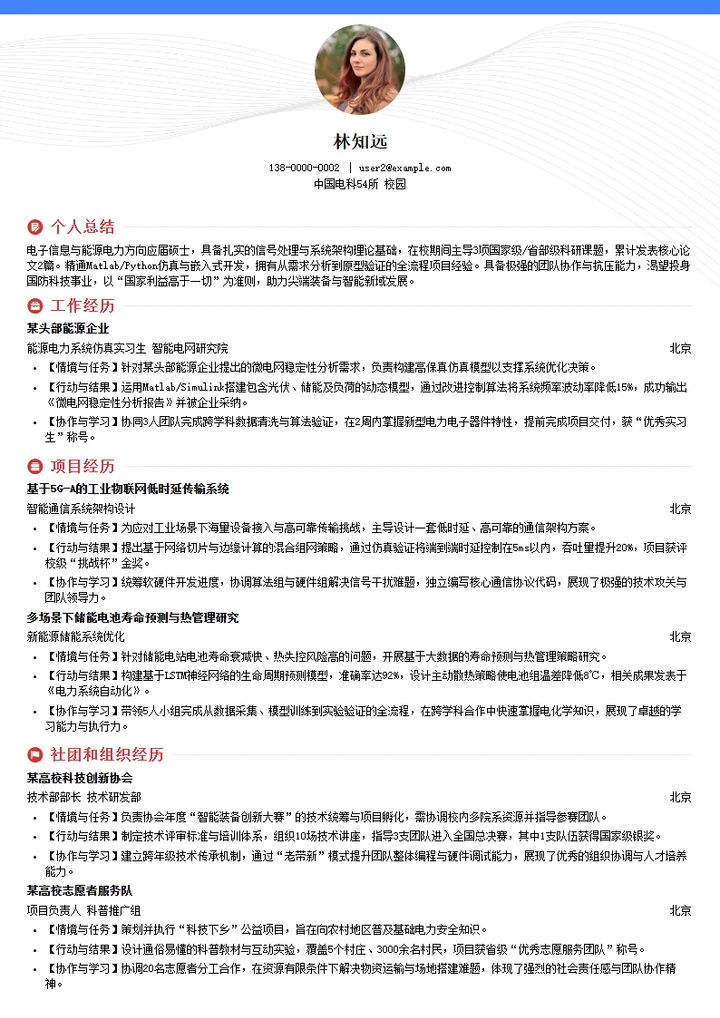 林知远
138-0000-0002 | user2@example.com
中国电科54所 校园
个人总结
电子信息与能源电力方向应届硕士，具备扎实的信号处理与系统架构理论基础，在校期间主导3项国家级/省部级科研课题，累计发表核心论
文2篇。精通Matlab/Python仿真与嵌入式开发，拥有从需求分析到原型验证的全流程项目经验。具备极强的团队协作与抗压能力，渴望投身
国防科技事业，以“国家利益高于一切”为准则，助力尖端装备与智能新域发展。
工作经历
某头部能源企业
能源电力系统仿真实习生 智能电网研究院 北京
• 【情境与任务】针对某头部能源企业提出的微电网稳定性分析需求，负责构建高保真仿真模型以支撑系统优化决策。
• 【行动与结果】运用Matlab/Simulink搭建包含光伏、储能及负荷的动态模型，通过改进控制算法将系统频率波动率降低15%，成功输出
《微电网稳定性分析报告》并被企业采纳。
• 【协作与学习】协同3人团队完成跨学科数据清洗与算法验证，在2周内掌握新型电力电子器件特性，提前完成项目交付，获“优秀实习
生”称号。
项目经历
基于5G-A的工业物联网低时延传输系统
智能通信系统架构设计 北京
• 【情境与任务】为应对工业场景下海量设备接入与高可靠传输挑战，主导设计一套低时延、高可靠的通信架构方案。
• 【行动与结果】提出基于网络切片与边缘计算的混合组网策略，通过仿真验证将端到端时延控制在5ms以内，吞吐量提升20%，项目获评
校级“挑战杯”金奖。
• 【协作与学习】统筹软硬件开发进度，协调算法组与硬件组解决信号干扰难题，独立编写核心通信协议代码，展现了极强的技术攻关与
团队领导力。
多场景下储能电池寿命预测与热管理研究
新能源储能系统优化 北京
• 【情境与任务】针对储能电站电池寿命衰减快、热失控风险高的问题，开展基于大数据的寿命预测与热管理策略研究。
• 【行动与结果】构建基于LSTM神经网络的生命周期预测模型，准确率达92%，设计主动散热策略使电池组温差降低8℃，相关成果发表于
《电力系统自动化》。
• 【协作与学习】带领5人小组完成从数据采集、模型训练到实验验证的全流程，在跨学科合作中快速掌握电化学知识，展现了卓越的学
习能力与执行力。
社团和组织经历
某高校科技创新协会
技术部部长 技术研发部 北京
• 【情境与任务】负责协会年度“智能装备创新大赛”的技术统筹与项目孵化，需协调校内多院系资源并指导参赛团队。
• 【行动与结果】制定技术评审标准与培训体系，组织10场技术讲座，指导3支团队进入全国总决赛，其中1支队伍获得国家级银奖。
• 【协作与学习】建立跨年级技术传承机制，通过“老带新”模式提升团队整体编程与硬件调试能力，展现了优秀的组织协调与人才培养
能力。
某高校志愿者服务队
项目负责人 科普推广组 北京
• 【情境与任务】策划并执行“科技下乡”公益项目，旨在向农村地区普及基础电力安全知识。
• 【行动与结果】设计通俗易懂的科普教材与互动实验，覆盖5个村庄、3000余名村民，项目获省级“优秀志愿服务团队”称号。
• 【协作与学习】协调20名志愿者分工合作，在资源有限条件下解决物资运输与场地搭建难题，体现了强烈的社会责任感与团队协作精
神。